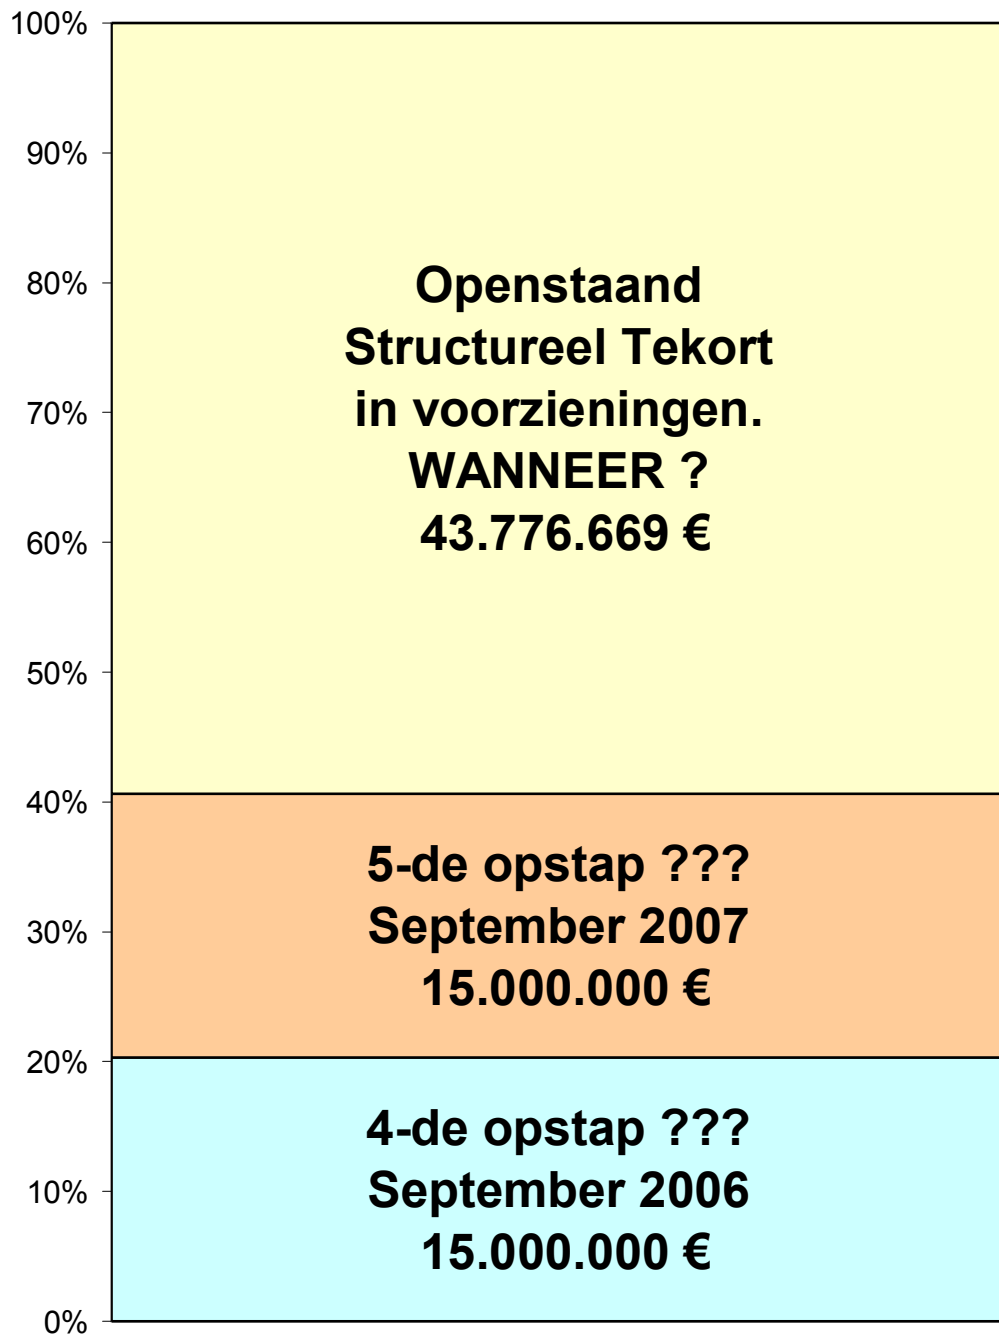 100%
90%
80%
70%
60%
50%
40%
30%
20%
10%
0%
Openstaand
Structureel Tekort
in voorzieningen.
WANNEER ?
43.776.669 €
5-de opstap ???
September 2007
15.000.000 €
4-de opstap ???
September 2006
15.000.000 €